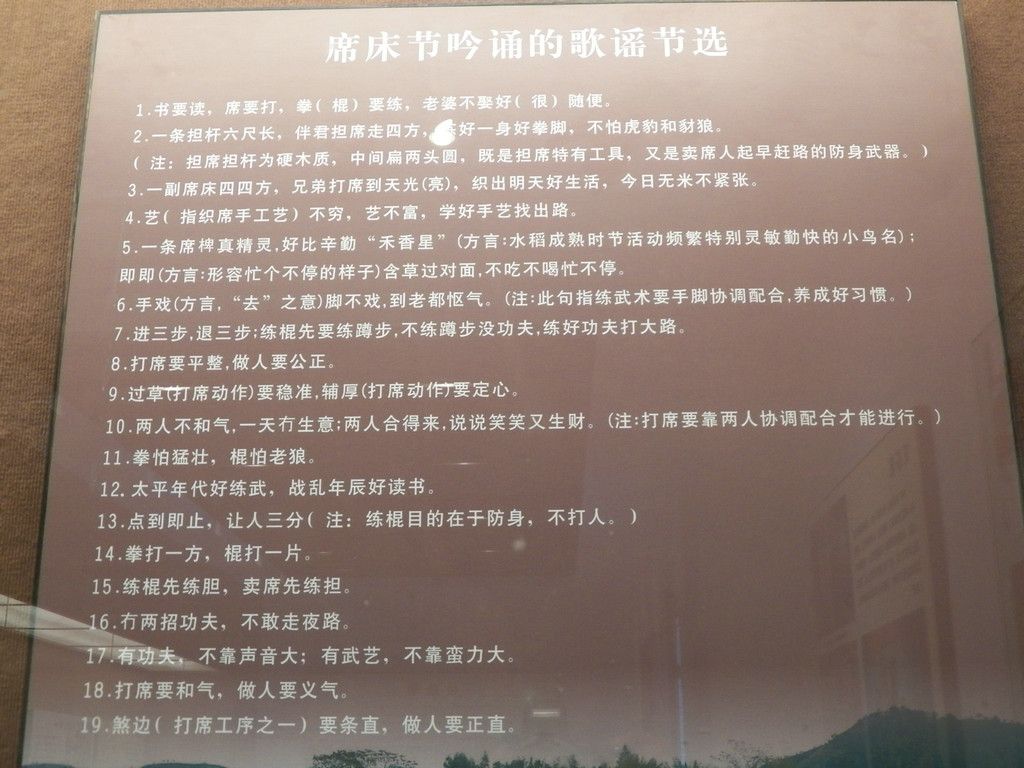 席床节吟诵的歌谣节选
1.书要读，席要打，拳(棍)要练，老婆不娶好(很)随便。
2.一条担杆六尺长，伴君担席走四方，好一身好拳脚，不怕虎豹和豺狼。
(注：担席担杆为硬木质，中间扁两头圆，既是担席特有工具，又是卖席人起早赶路的防身武器。)
3.一副席床四四方，兄弟打席到天光(亮)，织出明天好生活，今日无米不紧张。
4.艺(指织席手工艺)不穷，艺不富，学好手艺找出路。
5.一条席椑真精灵,好比辛勤“禾香星”(方言:水稻成熟时节活动频繁特别灵敏勤快的小鸟名)；
即即(方言:形容忙个不停的样子)含草过对面,不吃不喝忙不停。
6.手戏(方言，“去”之意)脚不戏,到老都怄气。(注:此句指练武术要手脚协调配合,养成好习惯。)
7.进三步,退三步;练棍先要练蹲步,不练蹲步没功夫,练好功夫打大路。
8.打席要平整,做人要公正。
9.过草(打席动作)要稳准,辅厚(打席动作)要定心。
10.两人不和气,一天冇生意;两人合得来,说说笑笑又生财。(注:打席要靠两人协调配合才能进行。)
11.拳怕猛壮，棍怕老狼。
12.太平年代好练武，战乱年辰好读书。
13.点到即止，让人三分(注：练棍目的在于防身，不打人。)
14.拳打一方，棍打一片。
15.练棍先练胆，卖席先练担。
16.冇两招功夫，不敢走夜路。
17.有功夫，不靠声音大；有武艺，不靠蛮力大。
18.打席要和气，做人要义气。
19.煞边(打席工序之一)要条直，做人要正直。